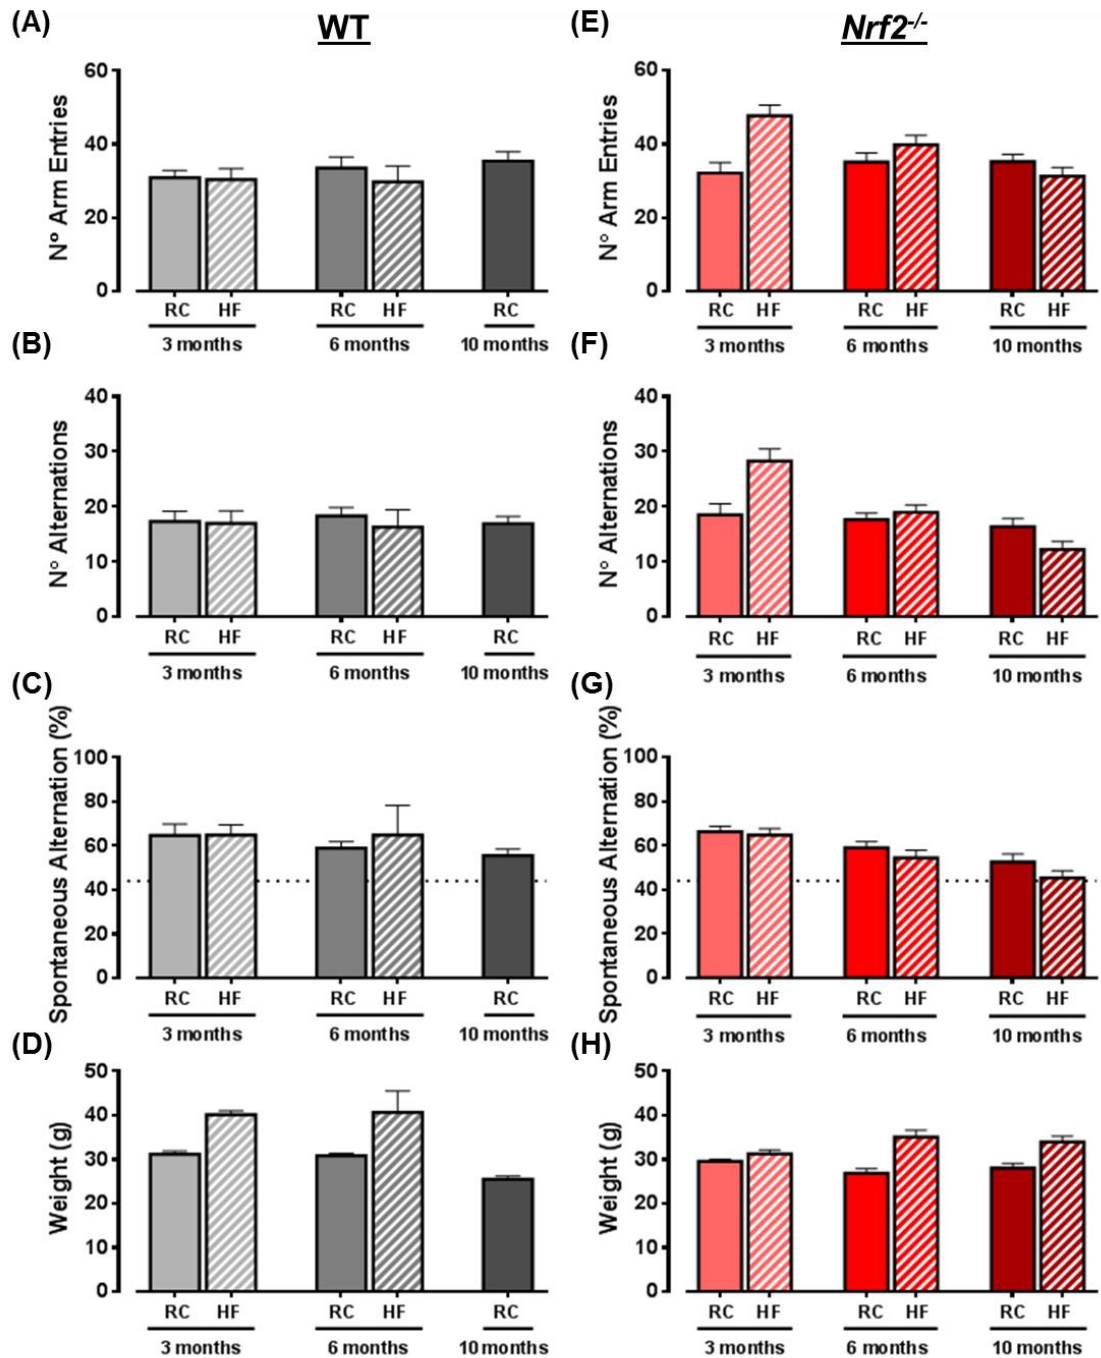 (A) WT
N° Arm Entries
60
40
20
0
RC HF RC HF RC
3 months 6 months 10 months
(E) Nrf2-/-
N° Arm Entries
60
40
20
0
RC HF RC HF RC HF
3 months 6 months 10 months
(B)
N° Alternations
40
30
20
10
0
RC HF RC HF RC
3 months 6 months 10 months
(F)
N° Alternations
40
30
20
10
0
RC HF RC HF RC HF
3 months 6 months 10 months
(C)
Spontaneous Alternation (%)
100
80
60
40
20
0
RC HF RC HF RC
3 months 6 months 10 months
(G)
Spontaneous Alternation (%)
100
80
60
40
20
0
RC HF RC HF RC HF
3 months 6 months 10 months
(D)
Weight (g)
50
40
30
20
10
0
RC HF RC HF RC
3 months 6 months 10 months
(H)
Weight (g)
50
40
30
20
10
0
RC HF RC HF RC HF
3 months 6 months 10 months